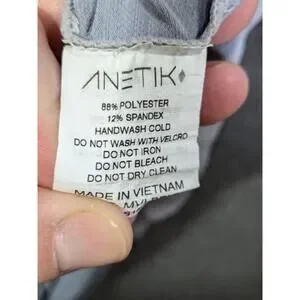 ANETIK
88% POLYESTER
12% SPANDEX
HANDWASH COLD
DO NOT WASH WITH VELCRO
DO NOT IRON
DO NOT BLEACH
DO NOT DRY CLEAN
MADE IN VIETNAM